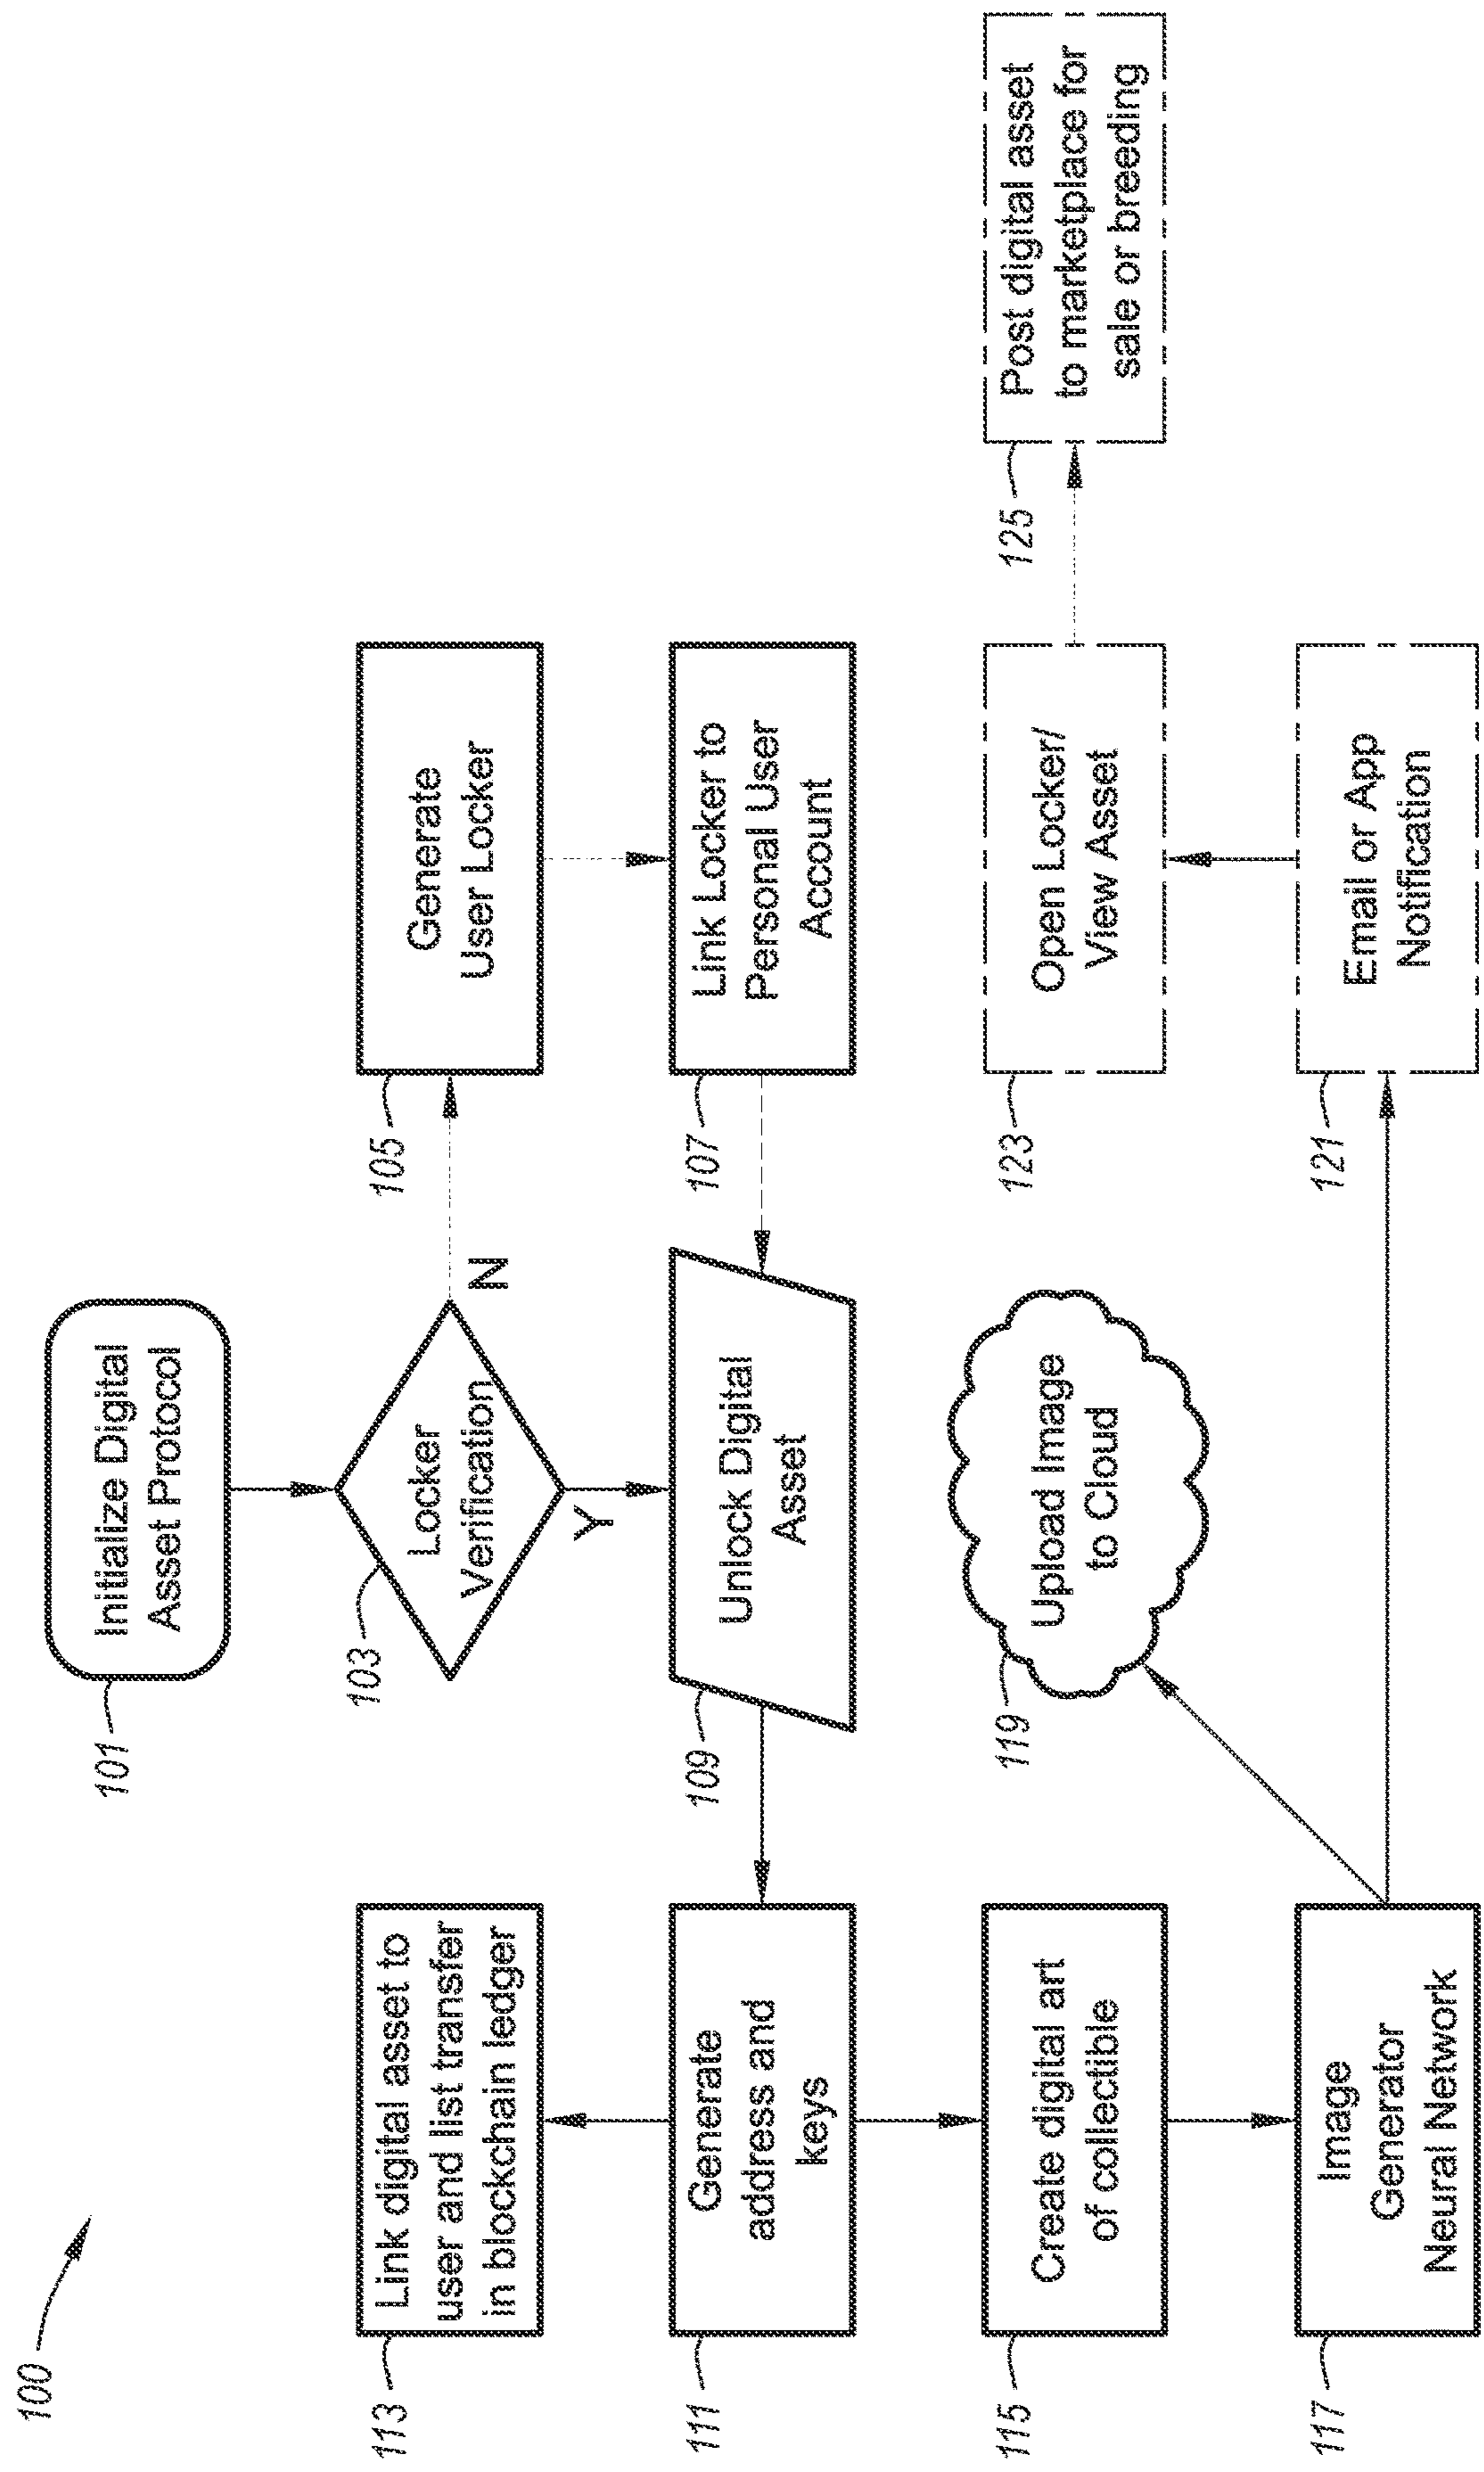 100
101
Initialize Digital
Asset Protocol
103
Locker
Verification
N
Y
105
Generate
User Locker
107
Link Locker to
Personal User
Account
109
Unlock Digital
Asset
113
Link digital asset to
user and list transfer
in blockchain ledger
111
Generate
address and
keys
115
Create digital art
of collectible
117
Image
Generator
Neural Network
119
Upload Image
to Cloud
121
Email or App
Notification
123
Open Locker/
View Asset
125
Post digital asset
to marketplace for
sale or breeding